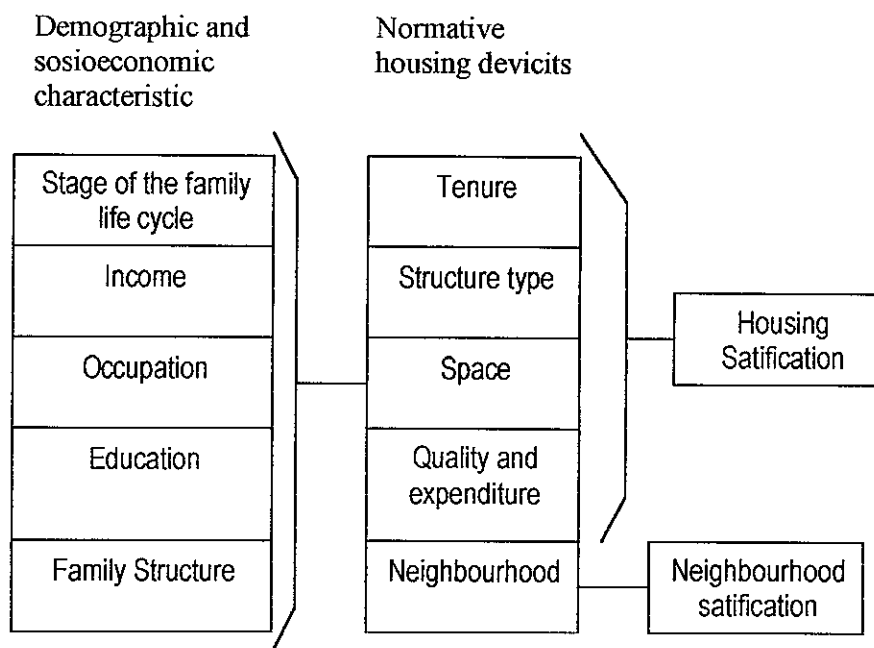 Demographic and
sosioeconomic
characteristic
Normative
housing devicits
Stage of the family
life cycle
Income
Occupation
Education
Family Structure
Tenure
Structure type
Space
Quality and
expenditure
Neighbourhood
Housing
Satification
Neighbourhood
satification